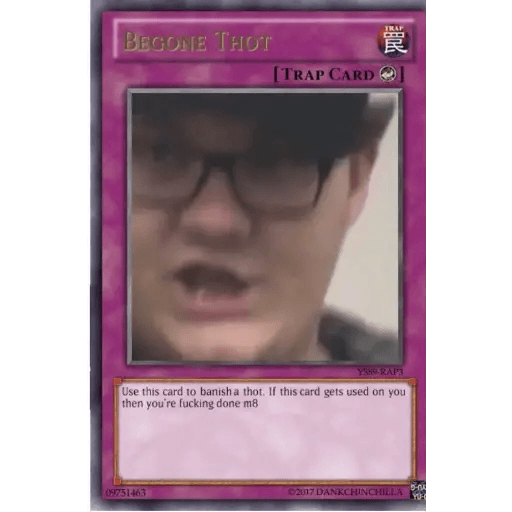 BEGONE THOT
TRAP
罠
[TRAP CARD]
YS89-RAP3
Use this card to banish a thot. If this card gets used on you
then you're fucking done m8
09751463
©2017 DANKCHINCHILLA